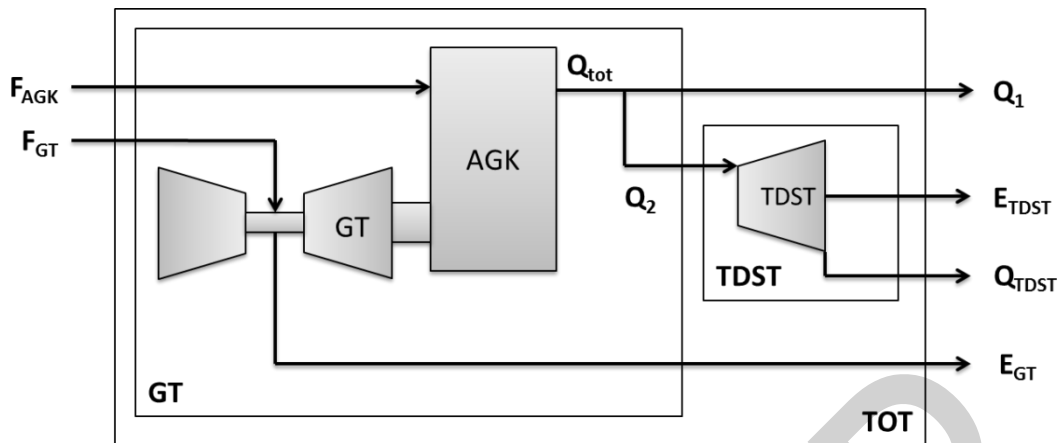 F_AGK
F_GT
Q_tot
AGK
GT
Q_1
Q_2
TDST
E_TDST
TDST
Q_TDST
E_GT
GT
TOT